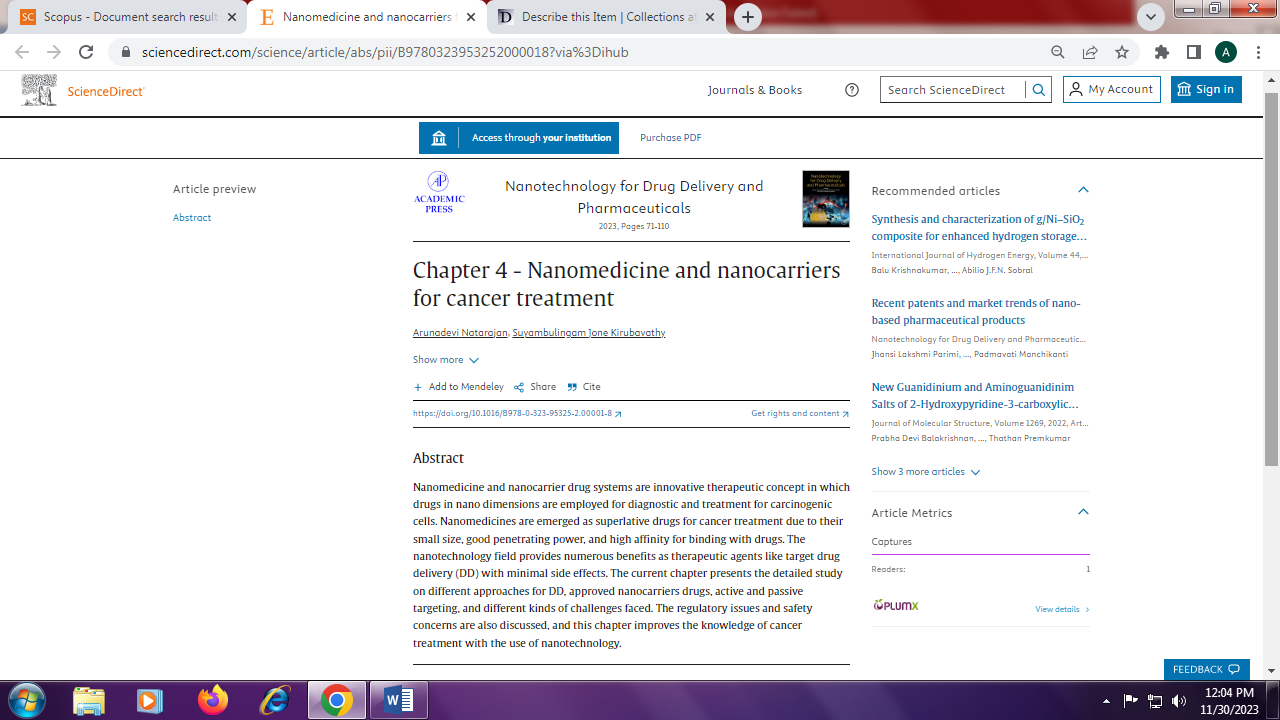 Scopus - Document search result
Nanomedicine and nanocarriers f
Describe this Item | Collections at
sciencedirect.com/science/article/abs/pii/B9780323953252000018?via%3Dihub
A
ScienceDirect
Journals & Books
Search ScienceDirect
My Account
Sign in
Access through your institution
Purchase PDF
Article preview
Abstract
ACADEMIC
PRESS
Nanotechnology for Drug Delivery and
Pharmaceuticals
2023, Pages 71-110
Chapter 4 - Nanomedicine and nanocarriers
for cancer treatment
Arunadevi Natarajan, Suyambulingam Jone Kirubavathy
Show more
+ Add to Mendeley Share Cite
https://doi.org/10.1016/B978-0-323-95325-2.00001-8
Get rights and content
Abstract
Nanomedicine and nanocarrier drug systems are innovative therapeutic concept in which
drugs in nano dimensions are employed for diagnostic and treatment for carcinogenic
cells. Nanomedicines are emerged as superlative drugs for cancer treatment due to their
small size, good penetrating power, and high affinity for binding with drugs. The
nanotechnology field provides numerous benefits as therapeutic agents like target drug
delivery (DD) with minimal side effects. The current chapter presents the detailed study
on different approaches for DD, approved nanocarriers drugs, active and passive
targeting, and different kinds of challenges faced. The regulatory issues and safety
concerns are also discussed, and this chapter improves the knowledge of cancer
treatment with the use of nanotechnology.
Recommended articles
Synthesis and characterization of g/Ni–SiO2
composite for enhanced hydrogen storage…
International Journal of Hydrogen Energy, Volume 44,…
Balu Krishnakumar, …, Abilio J.F.N. Sobral
Recent patents and market trends of nano-
based pharmaceutical products
Nanotechnology for Drug Delivery and Pharmaceutic…
Jhansi Lakshmi Parimi, …, Padmavati Manchikanti
New Guanidinium and Aminoguanidinim
Salts of 2-Hydroxypyridine-3-carboxylic…
Journal of Molecular Structure, Volume 1269, 2022, Art…
Prabha Devi Balakrishnan, …, Thathan Premkumar
Show 3 more articles
Article Metrics
Captures
Readers: 1
PLUMX
View details
FEEDBACK
12:04 PM
11/30/2023